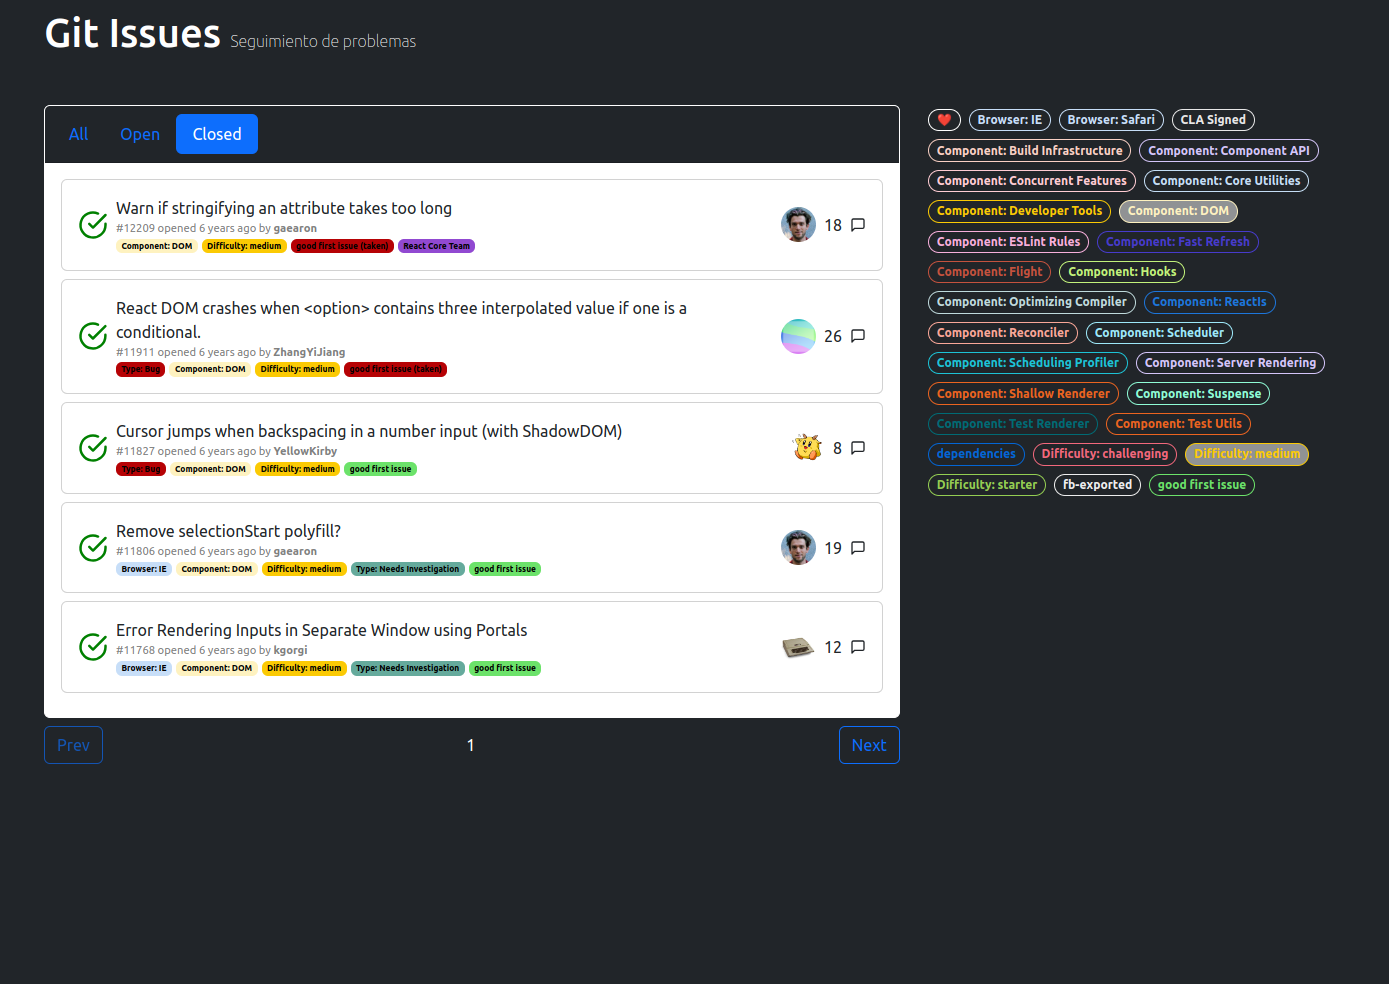 Git Issues Seguimiento de problemas
All Open Closed
Warn if stringifying an attribute takes too long
#12209 opened 6 years ago by gaearon
Component: DOM Difficulty: medium good first issue (taken) React Core Team
18
React DOM crashes when <option> contains three interpolated value if one is a
conditional.
#11911 opened 6 years ago by ZhangYiJiang
Type: Bug Component: DOM Difficulty: medium good first issue (taken)
26
Cursor jumps when backspacing in a number input (with ShadowDOM)
#11827 opened 6 years ago by YellowKirby
Type: Bug Component: DOM Difficulty: medium good first issue
8
Remove selectionStart polyfill?
#11806 opened 6 years ago by gaearon
Browser: IE Component: DOM Difficulty: medium Type: Needs Investigation good first issue
19
Error Rendering Inputs in Separate Window using Portals
#11768 opened 6 years ago by kgorgi
Browser: IE Component: DOM Difficulty: medium Type: Needs Investigation good first issue
12
Prev 1 Next
❤️ Browser: IE Browser: Safari CLA Signed
Component: Build Infrastructure Component: Component API
Component: Concurrent Features Component: Core Utilities
Component: Developer Tools Component: DOM
Component: ESLint Rules Component: Fast Refresh
Component: Flight Component: Hooks
Component: Optimizing Compiler Component: ReactIs
Component: Reconciler Component: Scheduler
Component: Scheduling Profiler Component: Server Rendering
Component: Shallow Renderer Component: Suspense
Component: Test Renderer Component: Test Utils
dependencies Difficulty: challenging Difficulty: medium
Difficulty: starter fb-exported good first issue